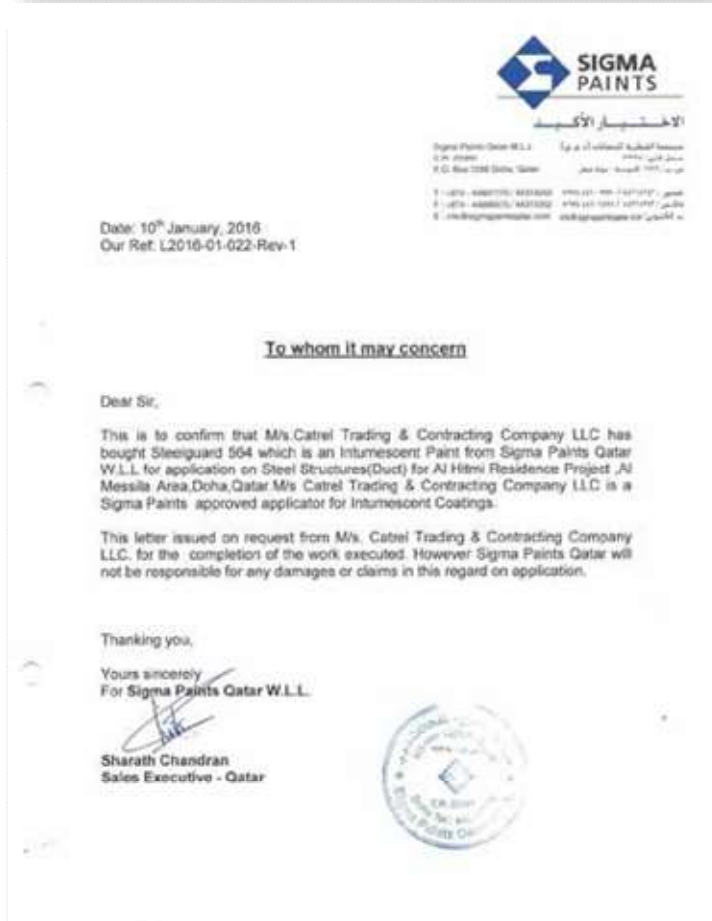 SIGMA
PAINTS
الاختيار الأكيد
Sigma Paints Qatar W.L.L
Date: 10th January, 2016
Our Ref: L2016-01-022-Rev-1
To whom it may concern
Dear Sir,
This is to confirm that M/s.Catrel Trading & Contracting Company LLC has
bought Steelguard 564 which is an Intumescent Paint from Sigma Paints Qatar
W.L.L for application on Steel Structures(Duct) for Al Hitmi Residence Project ,Al
Messila Area,Doha,Qatar.M/s Catrel Trading & Contracting Company LLC is a
Sigma Paints approved applicator for Intumescent Coatings.
This letter issued on request from M/s. Catrel Trading & Contracting Company
LLC. for the completion of the work executed. However Sigma Paints Qatar will
not be responsible for any damages or claims in this regard on application.
Thanking you,
Yours sincerely
For Sigma Paints Qatar W.L.L.
Sharath Chandran
Sales Executive - Qatar